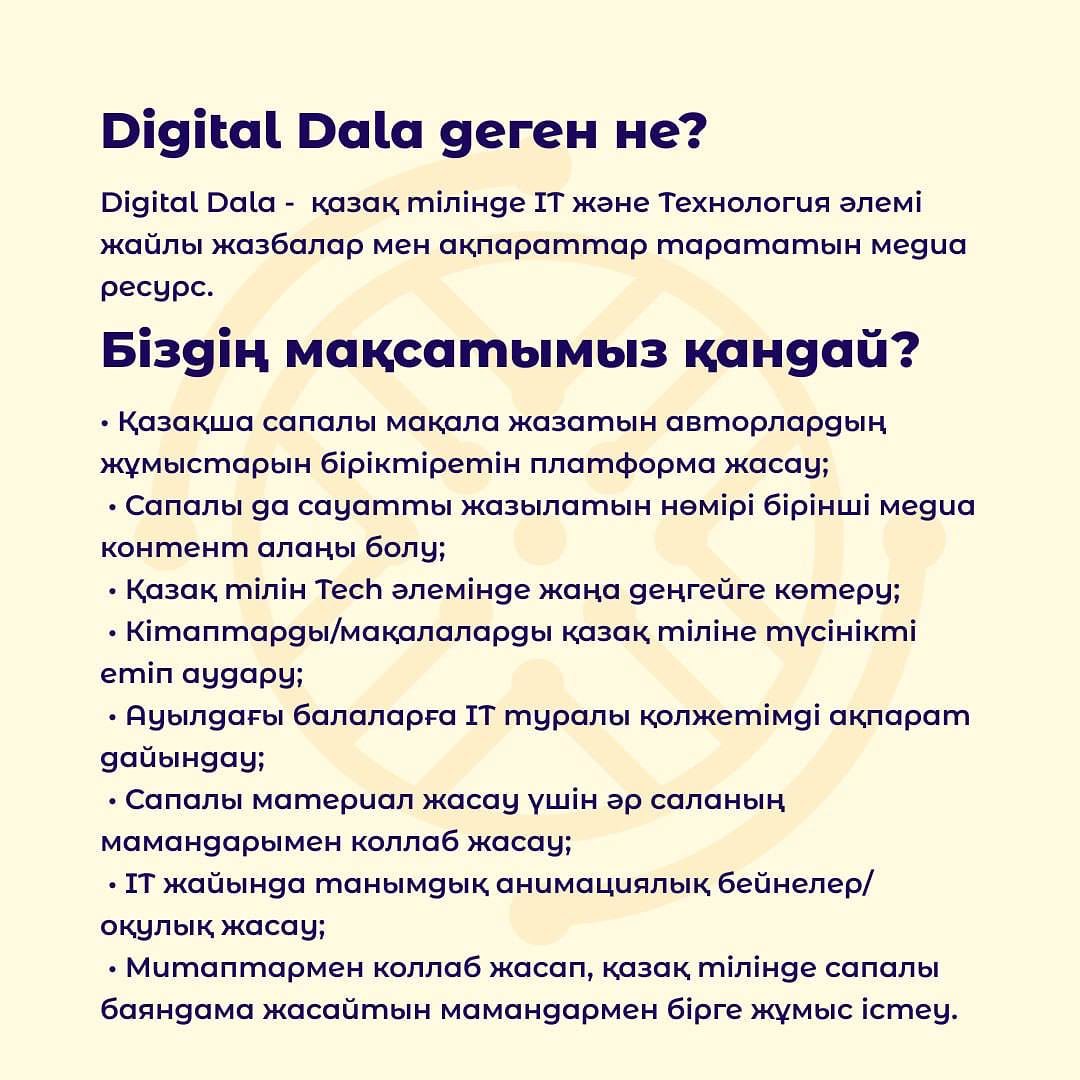 Digital Dala деген не?
Digital Dala -  қазақ тілінде IT және Технология әлемі
жайлы жазбалар мен ақпараттар тарататын медиа
ресурс.
Біздің мақсатымыз қандай?
• Қазақша сапалы мақала жазатын авторлардың
жұмыстарын біріктіретін платформа жасау;
• Сапалы да сауатты жазылатын нөмірі бірінші медиа
контент алаңы болу;
• Қазақ тілін Tech әлемінде жаңа деңгейге көтеру;
• Кітаптарды/мақалаларды қазақ тіліне түсінікті
етіп аудару;
• Ауылдағы балаларға IT туралы қолжетімді ақпарат
дайындау;
• Сапалы материал жасау үшін әр саланың
мамандарымен коллаб жасау;
• IT жайында танымдық анимациялық бейнелер/
оқулық жасау;
• Митаптармен коллаб жасап, қазақ тілінде сапалы
баяндама жасайтын мамандармен бірге жұмыс істеу.